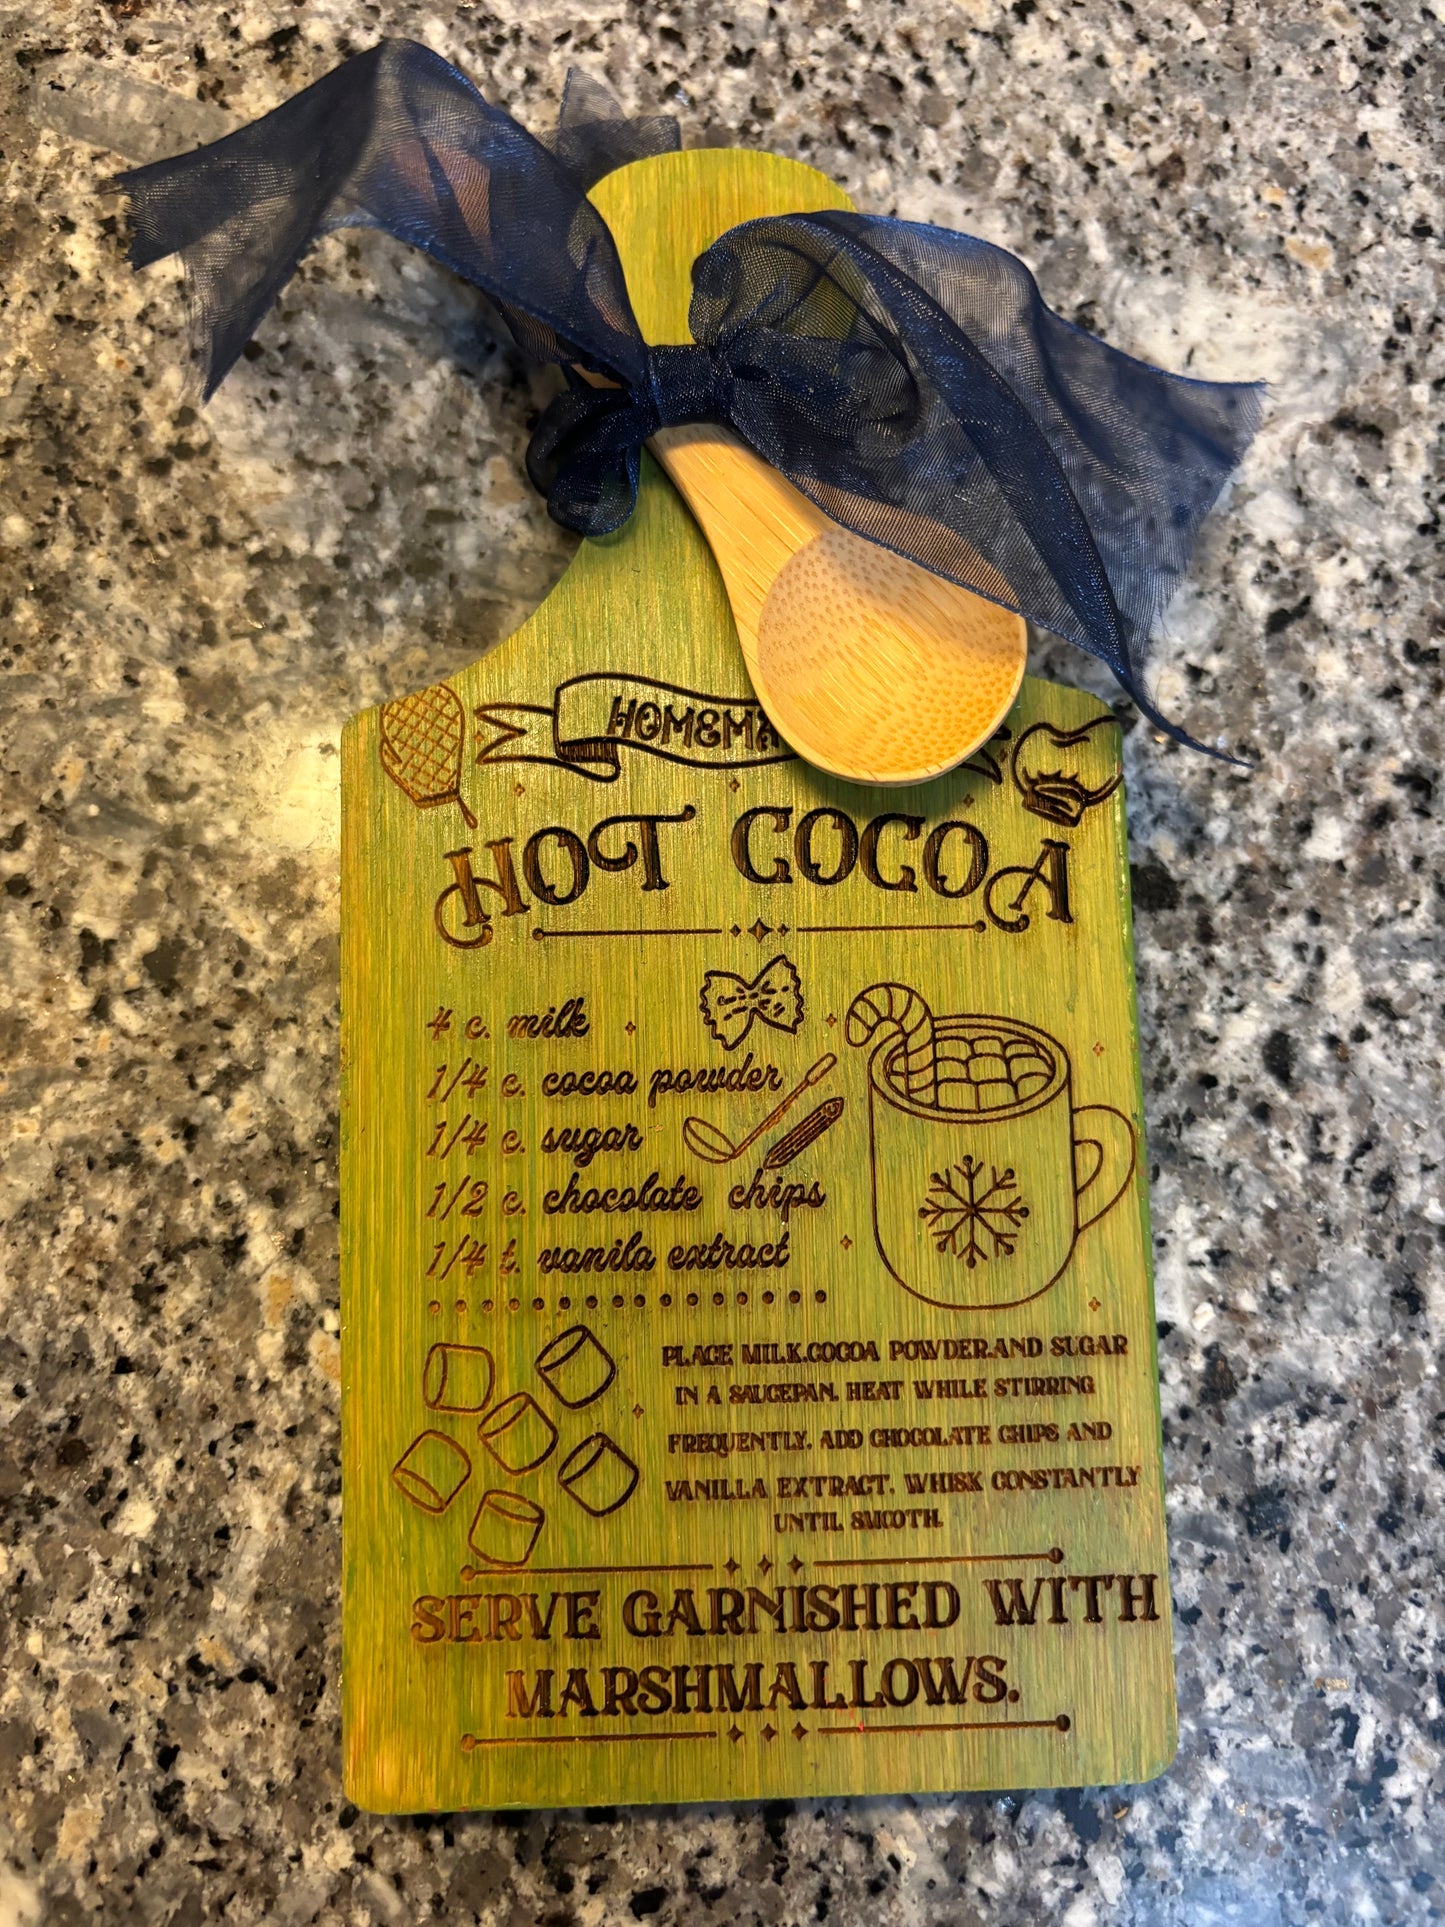 HOT COCOA
4 c. milk
1/4 c. cocoa powder
1/4 c. sugar
1/2 c. chocolate chips
1/4 t. vanila extract
PLACE MILK,COCOA POWDER,AND SUGAR
IN A SAUCEPAN. HEAT WHILE STIRRING
FREQUENTLY. ADD CHOCOLATE CHIPS AND
VANILLA EXTRACT. WHISK CONSTANTLY
UNTIL SMOOTH.
SERVE GARNISHED WITH
MARSHMALLOWS.